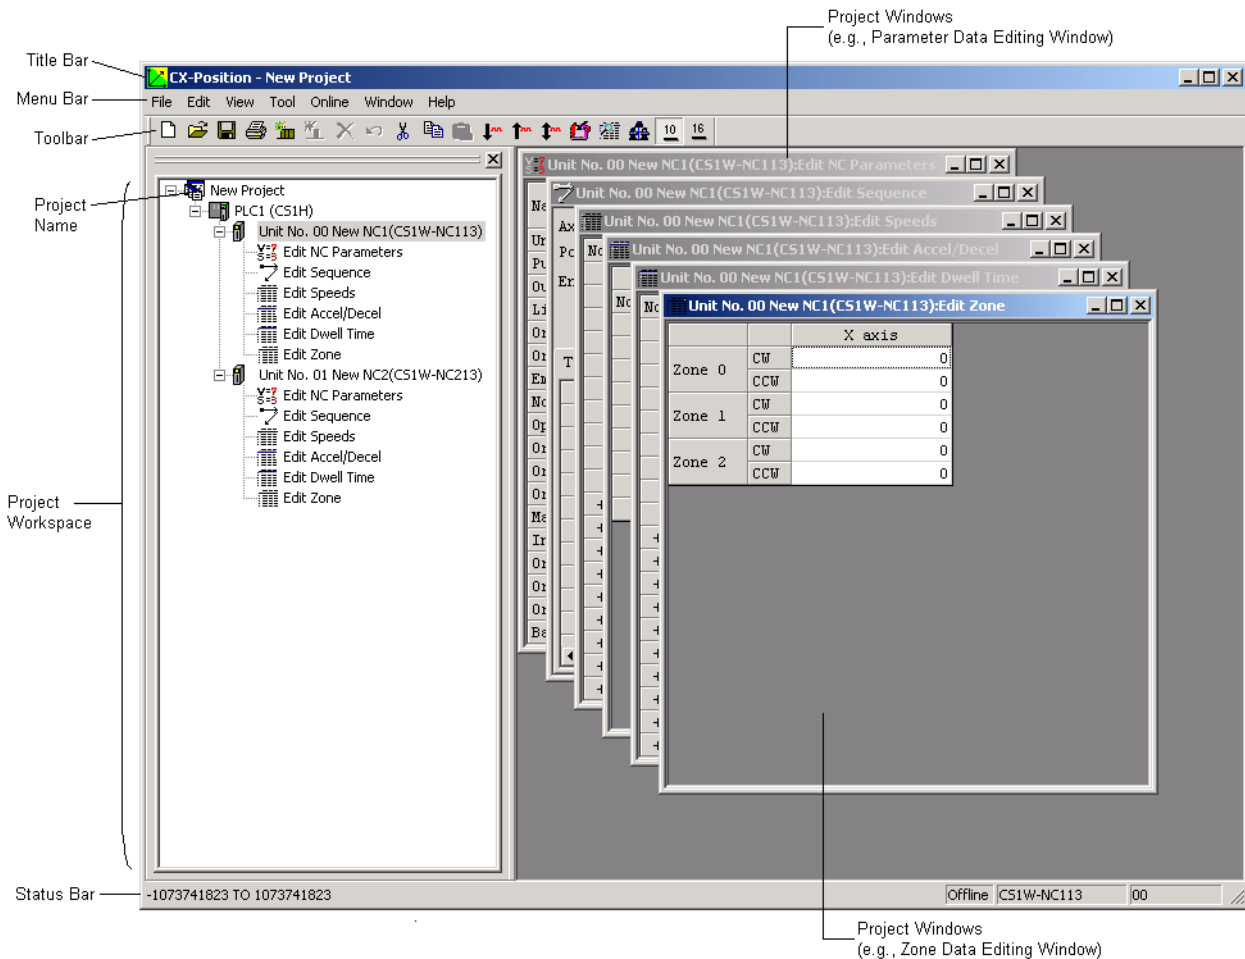 Project Windows
(e.g., Parameter Data Editing Window)
Title Bar
CX-Position - New Project
Menu Bar
File Edit View Tool Online Window Help
Toolbar
10 16
Project
Name
New Project
PLC1 (CS1H)
Unit No. 00 New NC1(CS1W-NC113)
Edit NC Parameters
Edit Sequence
Edit Speeds
Edit Accel/Decel
Edit Dwell Time
Edit Zone
Unit No. 01 New NC2(CS1W-NC213)
Edit NC Parameters
Edit Sequence
Edit Speeds
Edit Accel/Decel
Edit Dwell Time
Edit Zone
Project
Workspace
Unit No. 00 New NC1(CS1W-NC113):Edit NC Parameters
Unit No. 00 New NC1(CS1W-NC113):Edit Sequence
Unit No. 00 New NC1(CS1W-NC113):Edit Speeds
Unit No. 00 New NC1(CS1W-NC113):Edit Accel/Decel
Unit No. 00 New NC1(CS1W-NC113):Edit Dwell Time
Unit No. 00 New NC1(CS1W-NC113):Edit Zone
X axis
Zone 0 CW 0
CCW 0
Zone 1 CW 0
CCW 0
Zone 2 CW 0
CCW 0
Status Bar
-1073741823 TO 1073741823
Offline CS1W-NC113 00
Project Windows
(e.g., Zone Data Editing Window)